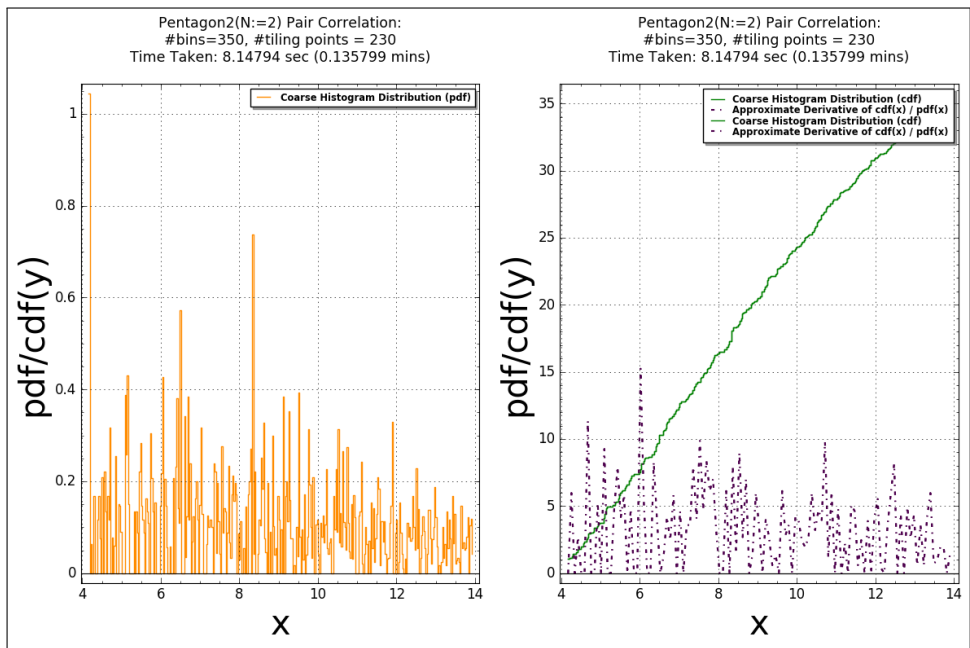 Pentagon2(N:=2) Pair Correlation:
#bins=350, #tiling points = 230
Time Taken: 8.14794 sec (0.135799 mins)
Coarse Histogram Distribution (pdf)
1
0.8
0.6
0.4
0.2
0
4 6 8 10 12 14
pdf/cdf(y)
x
Pentagon2(N:=2) Pair Correlation:
#bins=350, #tiling points = 230
Time Taken: 8.14794 sec (0.135799 mins)
Coarse Histogram Distribution (cdf)
Approximate Derivative of cdf(x) / pdf(x)
Coarse Histogram Distribution (cdf)
Approximate Derivative of cdf(x) / pdf(x)
35
30
25
20
15
10
5
0
4 6 8 10 12 14
pdf/cdf(y)
x